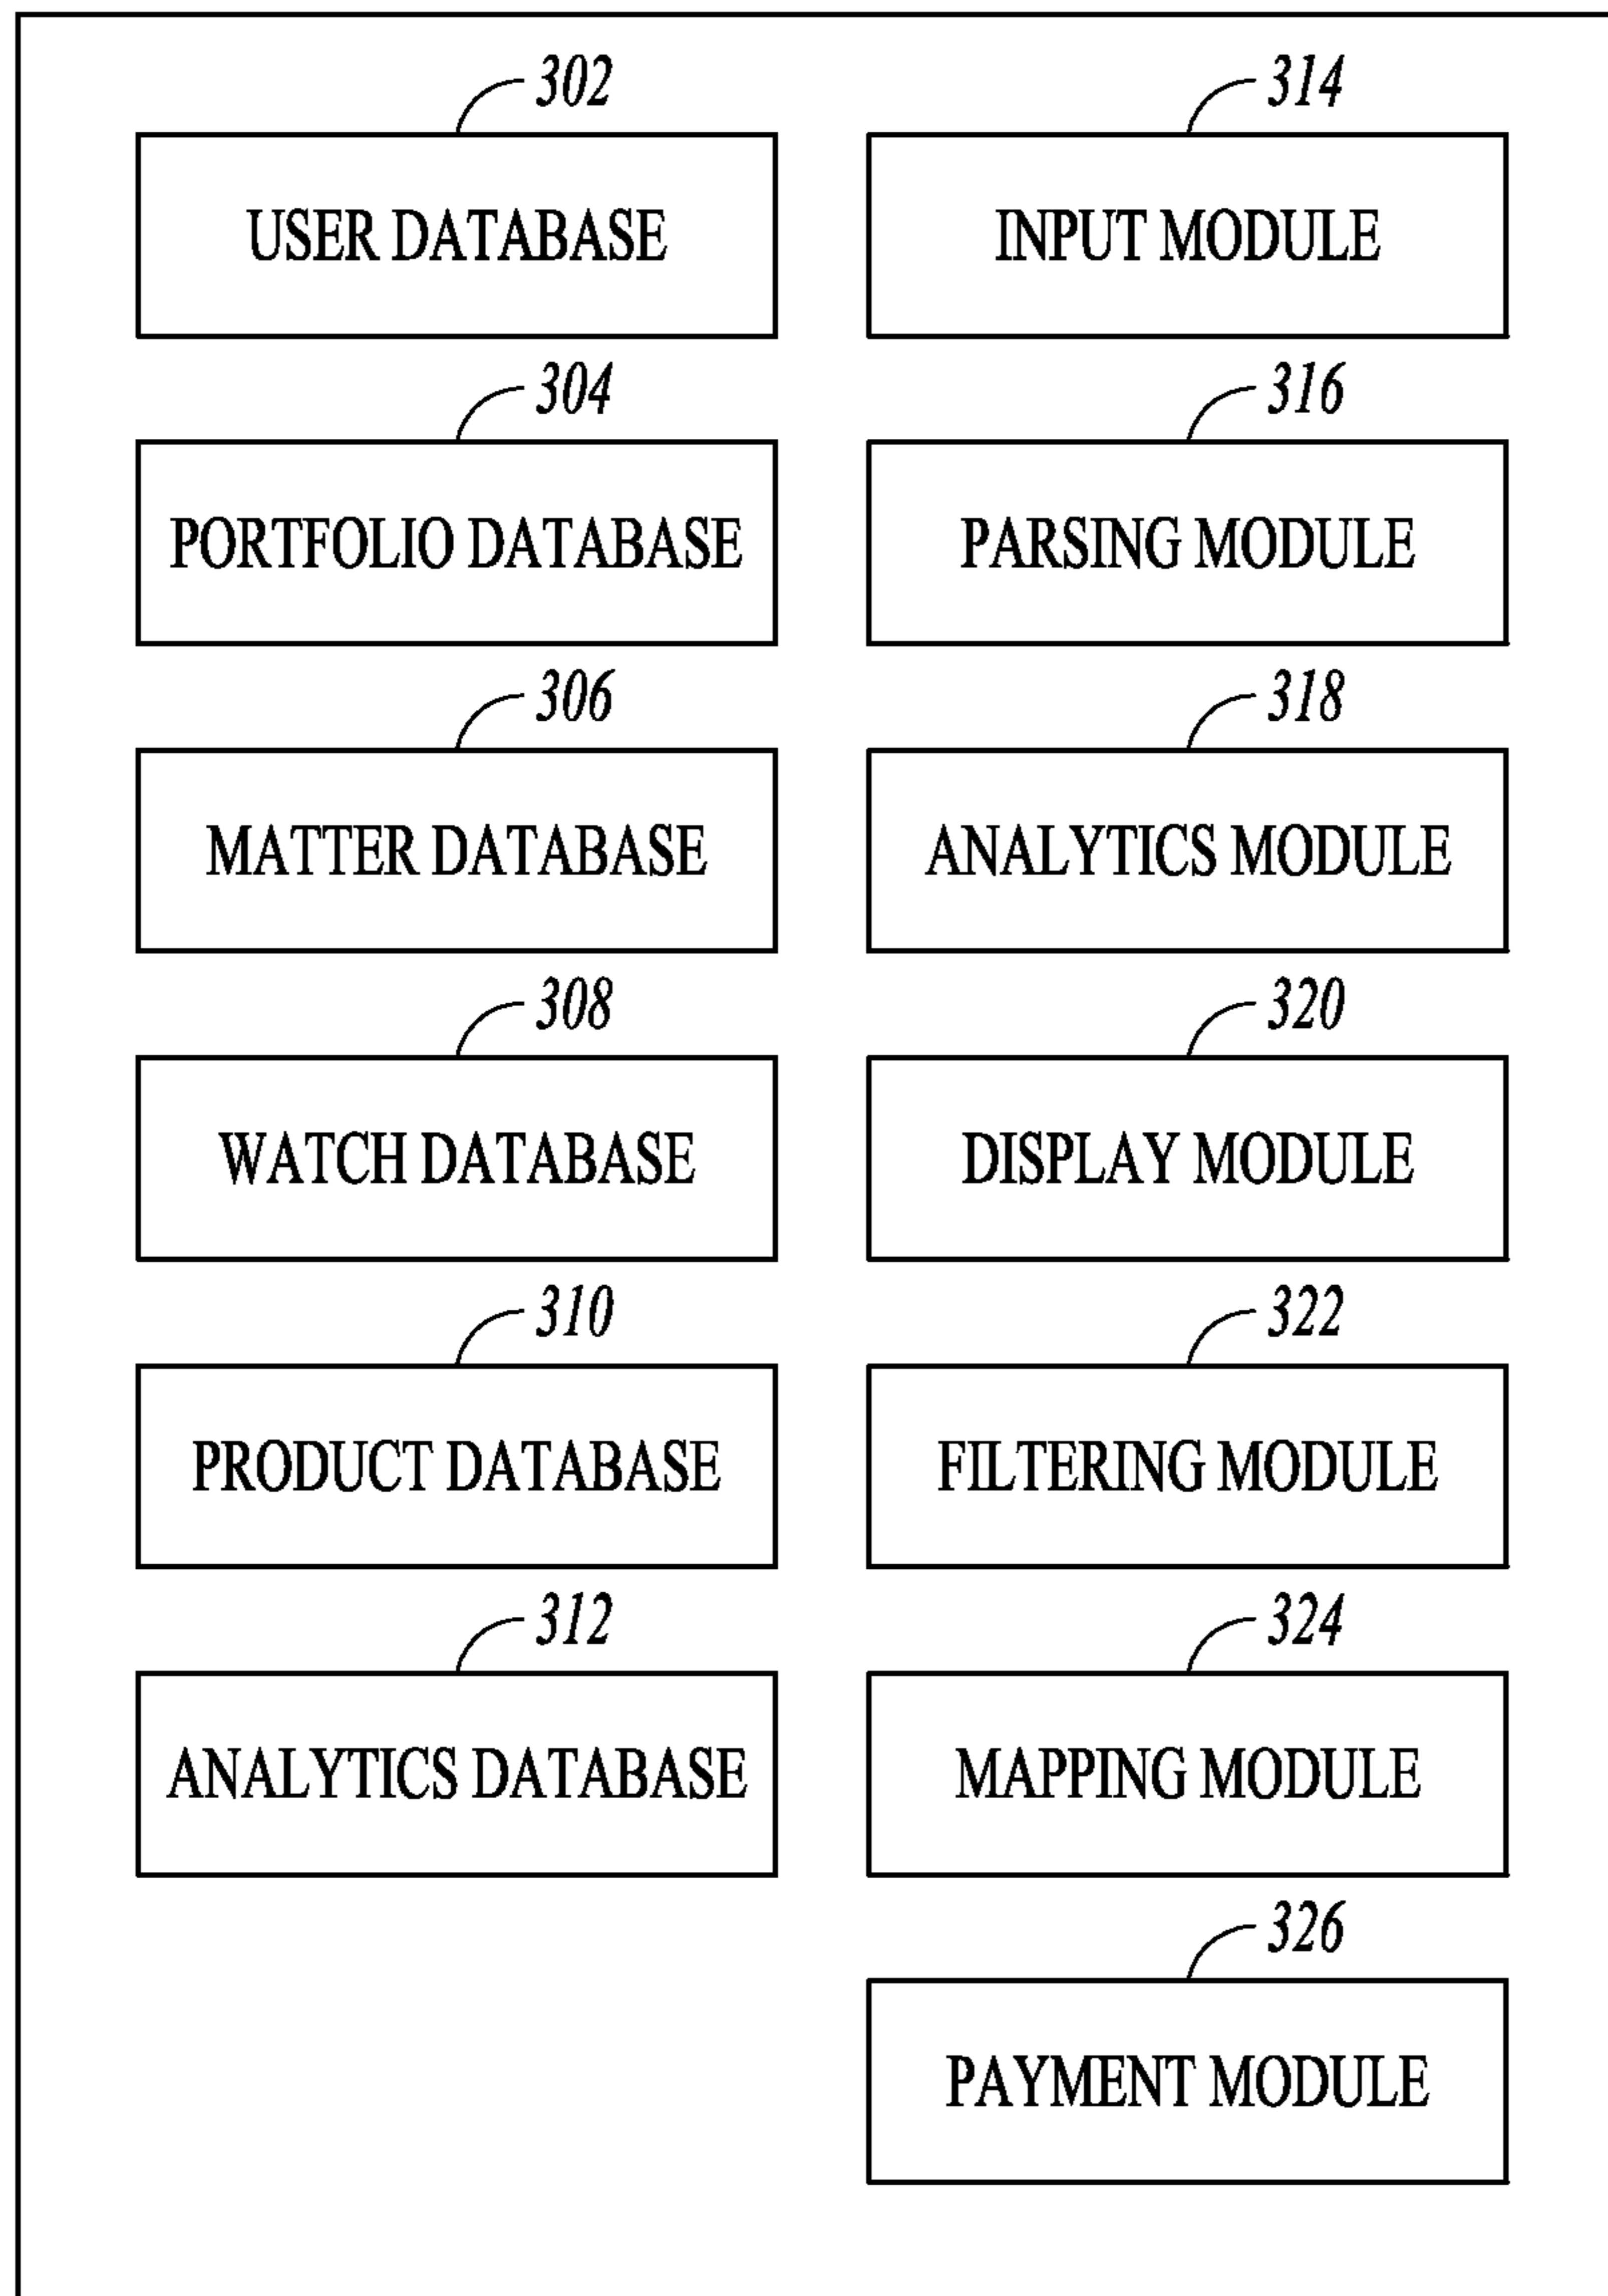 302
USER DATABASE
304
PORTFOLIO DATABASE
306
MATTER DATABASE
308
WATCH DATABASE
310
PRODUCT DATABASE
312
ANALYTICS DATABASE
314
INPUT MODULE
316
PARSING MODULE
318
ANALYTICS MODULE
320
DISPLAY MODULE
322
FILTERING MODULE
324
MAPPING MODULE
326
PAYMENT MODULE